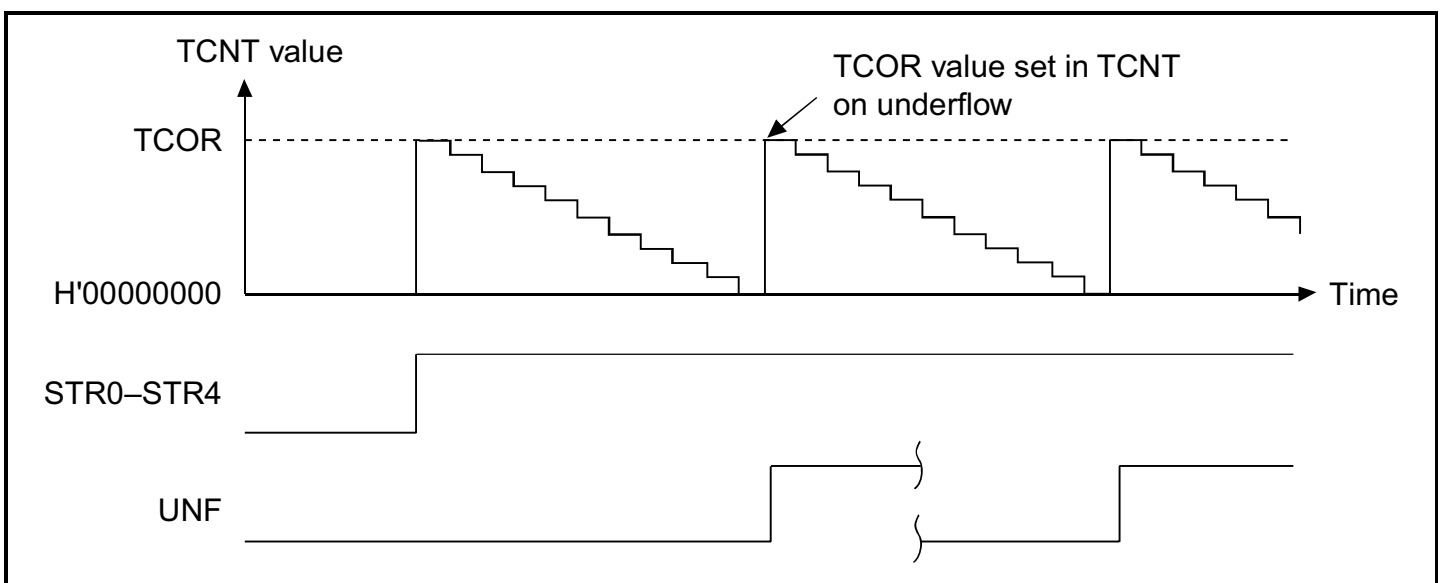 TCNT value
TCOR value set in TCNT
on underflow
TCOR
H'00000000
Time
STR0–STR4
UNF